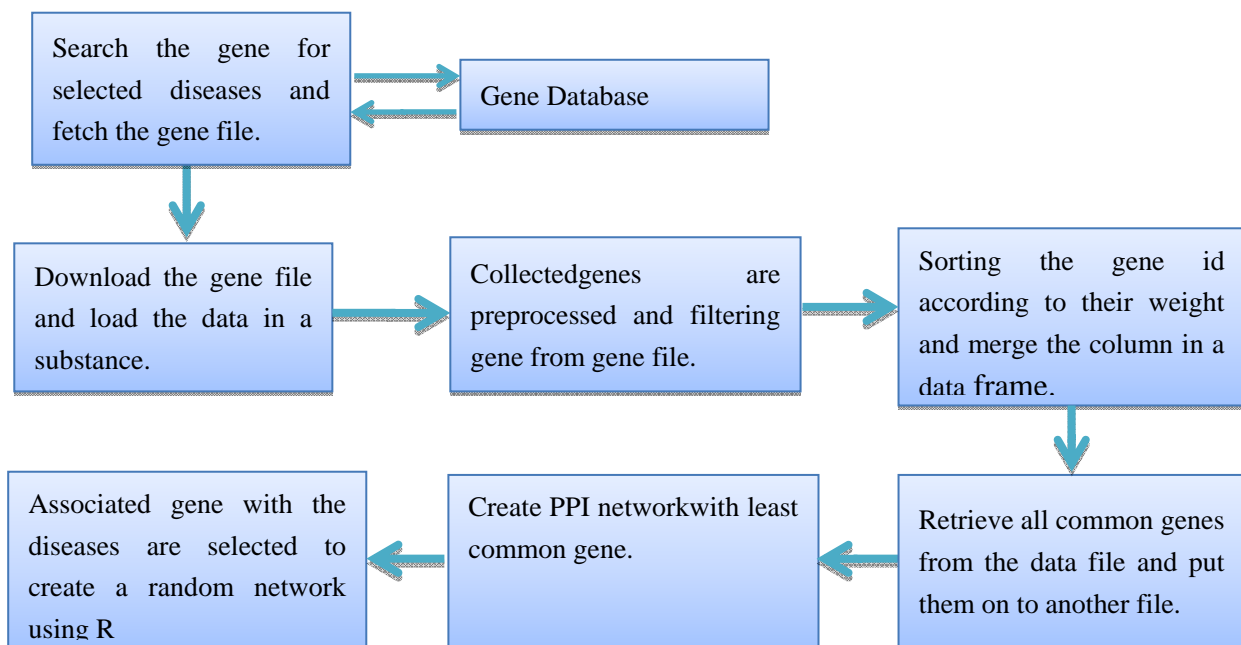 Search the gene for
selected diseases and
fetch the gene file.
Gene Database
Download the gene file
and load the data in a
substance.
Collectedgenes are
preprocessed and filtering
gene from gene file.
Sorting the gene id
according to their weight
and merge the column in a
data frame.
Retrieve all common genes
from the data file and put
them on to another file.
Create PPI networkwith least
common gene.
Associated gene with the
diseases are selected to
create a random network
using R